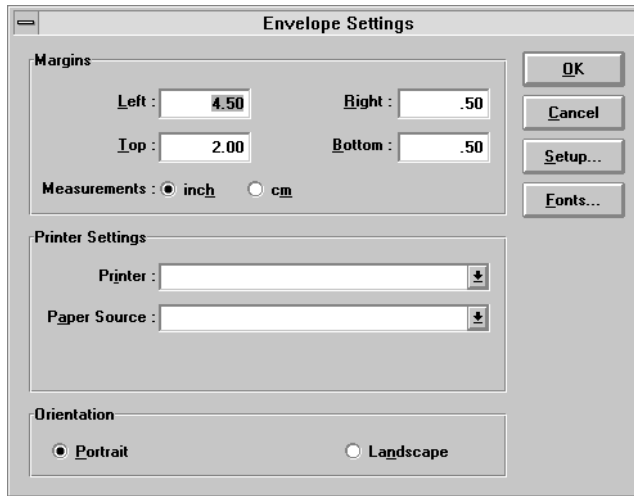 Envelope Settings
Margins
Left : 4.50 Right : .50
Top : 2.00 Bottom : .50
Measurements : inch cm
Printer Settings
Printer :
Paper Source :
Orientation
Portrait Landscape
OK
Cancel
Setup...
Fonts...